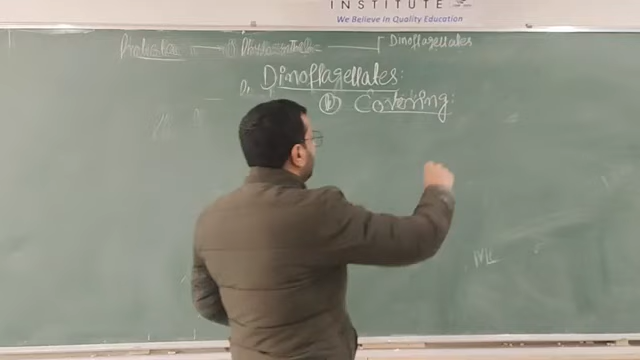 INSTITUTE
We Believe in Quality Education
Dinoflagellates
Dinoflagellates:
Covering: